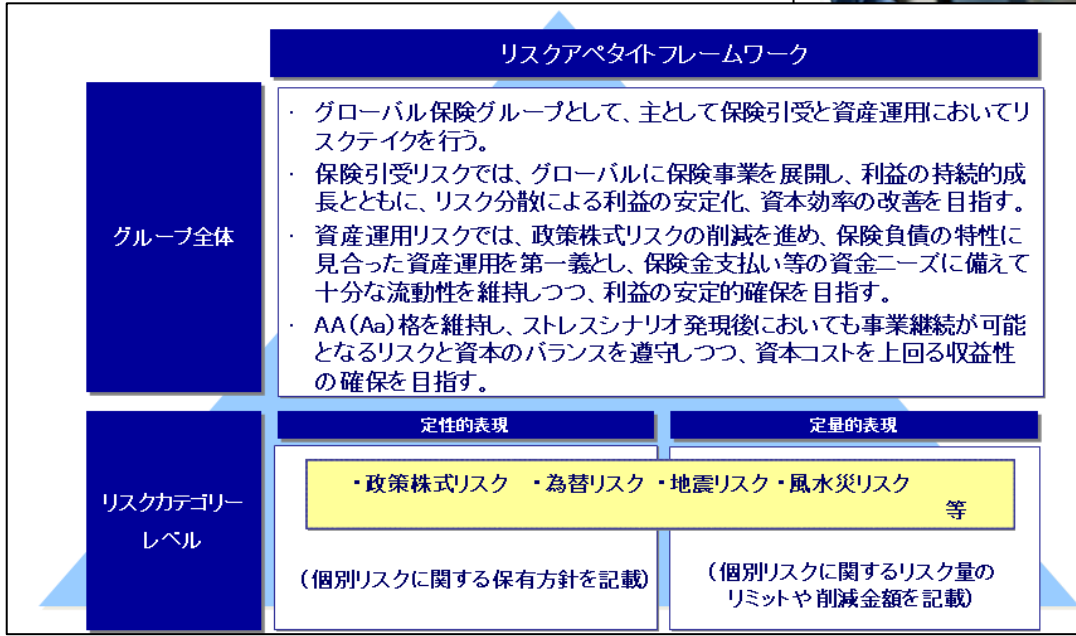 リスクアペタイトフレームワーク
グループ全体
・ グローバル保険グループとして、主として保険引受と資産運用においてリ
スクテイクを行う。
・ 保険引受リスクでは、グローバルに保険事業を展開し、利益の持続的成
長とともに、リスク分散による利益の安定化、資本効率の改善を目指す。
・ 資産運用リスクでは、政策株式リスクの削減を進め、保険負債の特性に
見合った資産運用を第一義とし、保険金支払い等の資金ニーズに備えて
十分な流動性を維持しつつ、利益の安定的確保を目指す。
・ AA(Aa)格を維持し、ストレスシナリオ発現後においても事業継続が可能
となるリスクと資本のバランスを遵守しつつ、資本コストを上回る収益性
の確保を目指す。
リスクカテゴリー
レベル
定性的表現
定量的表現
・政策株式リスク ・為替リスク ・地震リスク ・風水災リスク
等
(個別リスクに関する保有方針を記載)
(個別リスクに関するリスク量の
リミットや削減金額を記載)